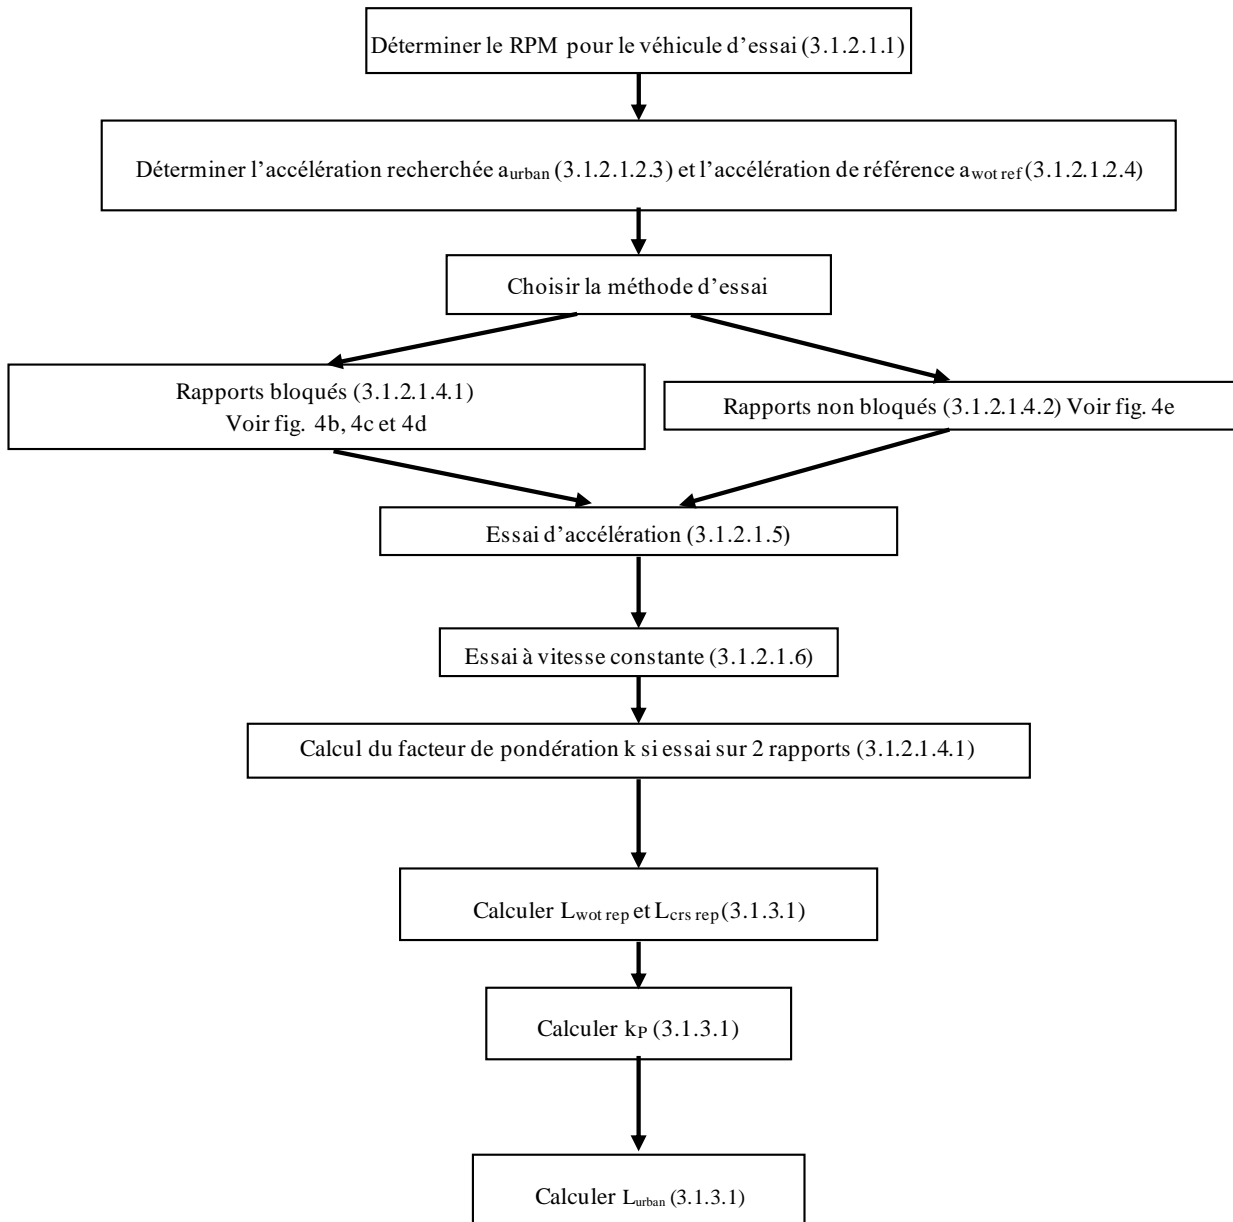 Déterminer le RPM pour le véhicule d’essai (3.1.2.1.1)
Déterminer l’accélération recherchée aurban (3.1.2.1.2.3) et l’accélération de référence awot ref (3.1.2.1.2.4)
Choisir la méthode d’essai
Rapports bloqués (3.1.2.1.4.1)
Voir fig. 4b, 4c et 4d
Rapports non bloqués (3.1.2.1.4.2) Voir fig. 4e
Essai d’accélération (3.1.2.1.5)
Essai à vitesse constante (3.1.2.1.6)
Calcul du facteur de pondération k si essai sur 2 rapports (3.1.2.1.4.1)
Calculer Lwot rep et Lcrs rep (3.1.3.1)
Calculer kP (3.1.3.1)
Calculer Lurban (3.1.3.1)